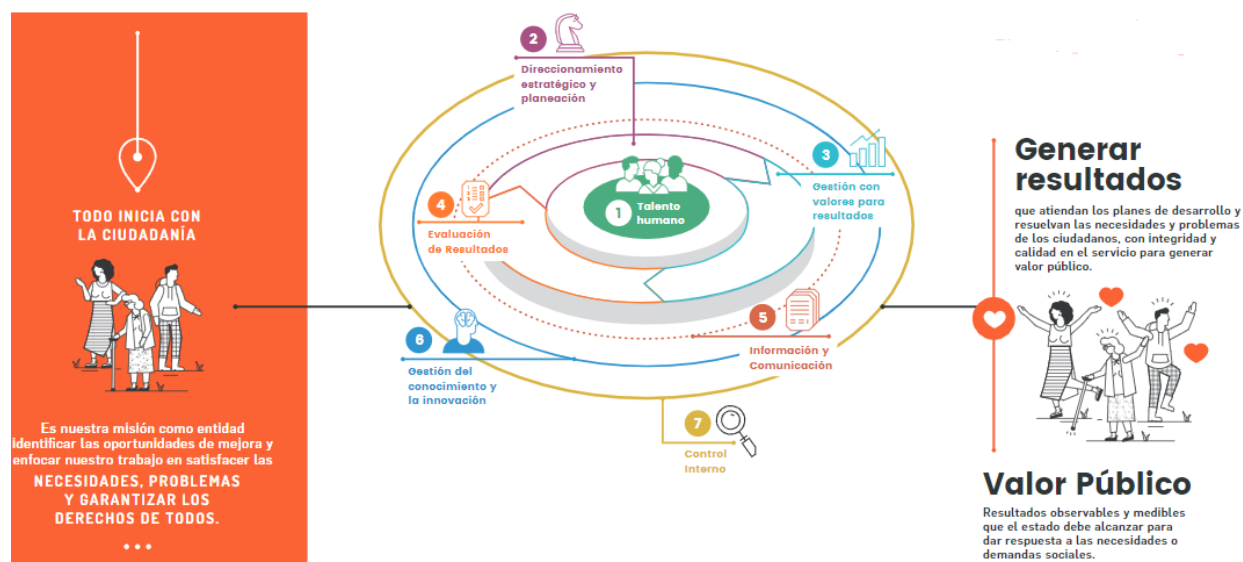 TODO INICIA CON
LA CIUDADANÍA
Es nuestra misión como entidad
identificar las oportunidades de mejora y
enfocar nuestro trabajo en satisfacer las
NECESIDADES, PROBLEMAS
Y GARANTIZAR LOS
DERECHOS DE TODOS.
2
Direccionamiento
estratégico y
planeación
3
Gestión con
valores para
resultados
1
Talento
humano
4
Evaluación
de Resultados
5
Información y
Comunicación
6
Gestión del
conocimiento y
la innovación
7
Control
Interno
Generar
resultados
que atiendan los planes de desarrollo y
resuelvan las necesidades y problemas
de los ciudadanos, con integridad y
calidad en el servicio para generar
valor público.
Valor Público
Resultados observables y medibles
que el estado debe alcanzar para
dar respuesta a las necesidades o
demandas sociales.